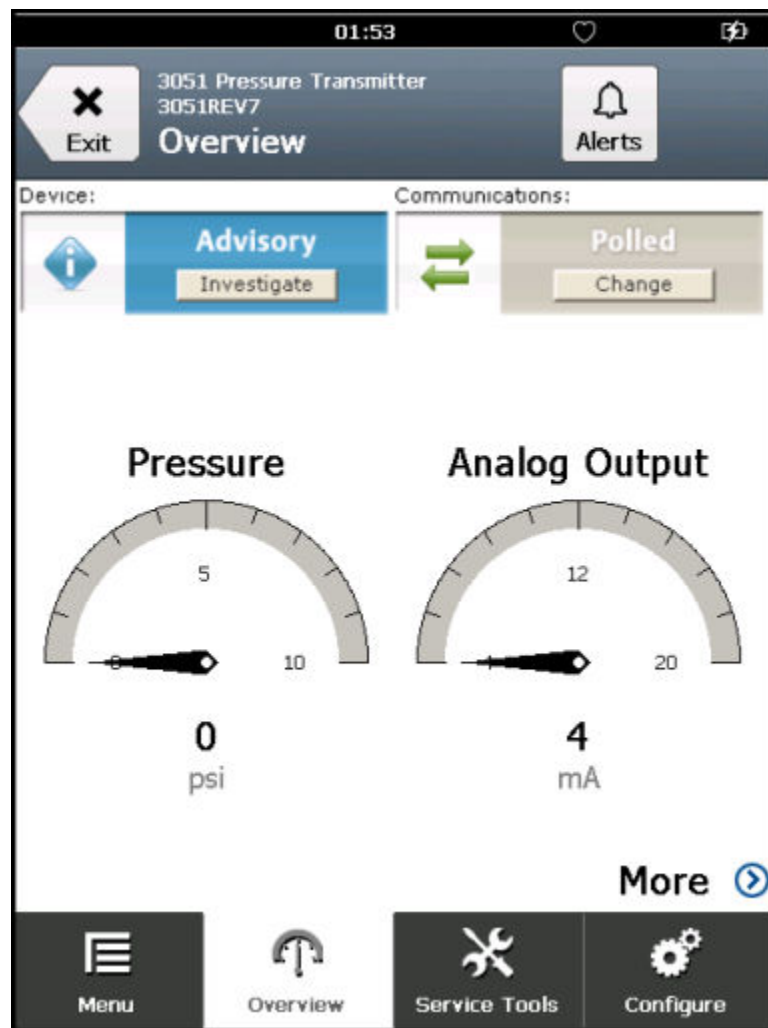 01:53
3051 Pressure Transmitter
3051REV7
Overview
Exit
Alerts
Device:
Communications:
Advisory
Investigate
Polled
Change
Pressure
Analog Output
5
10
12
20
0
psi
4
mA
More
Menu
Overview
Service Tools
Configure